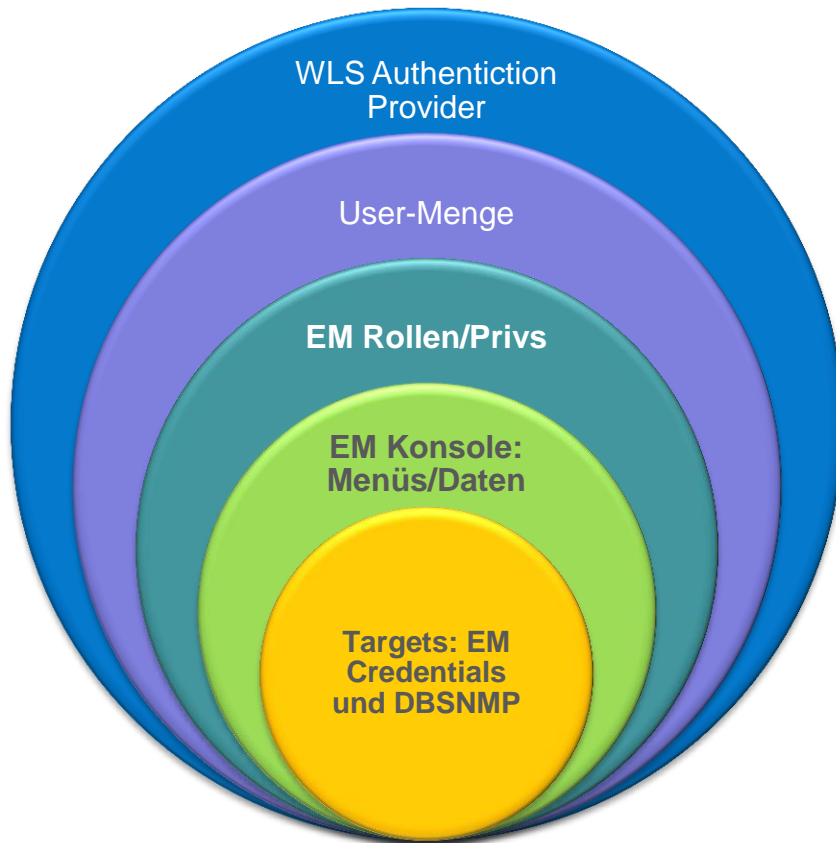 WLS Authentiction
Provider
User-Menge
EM Rollen/Privs
EM Konsole:
Menüs/Daten
Targets: EM
Credentials
und DBSNMP